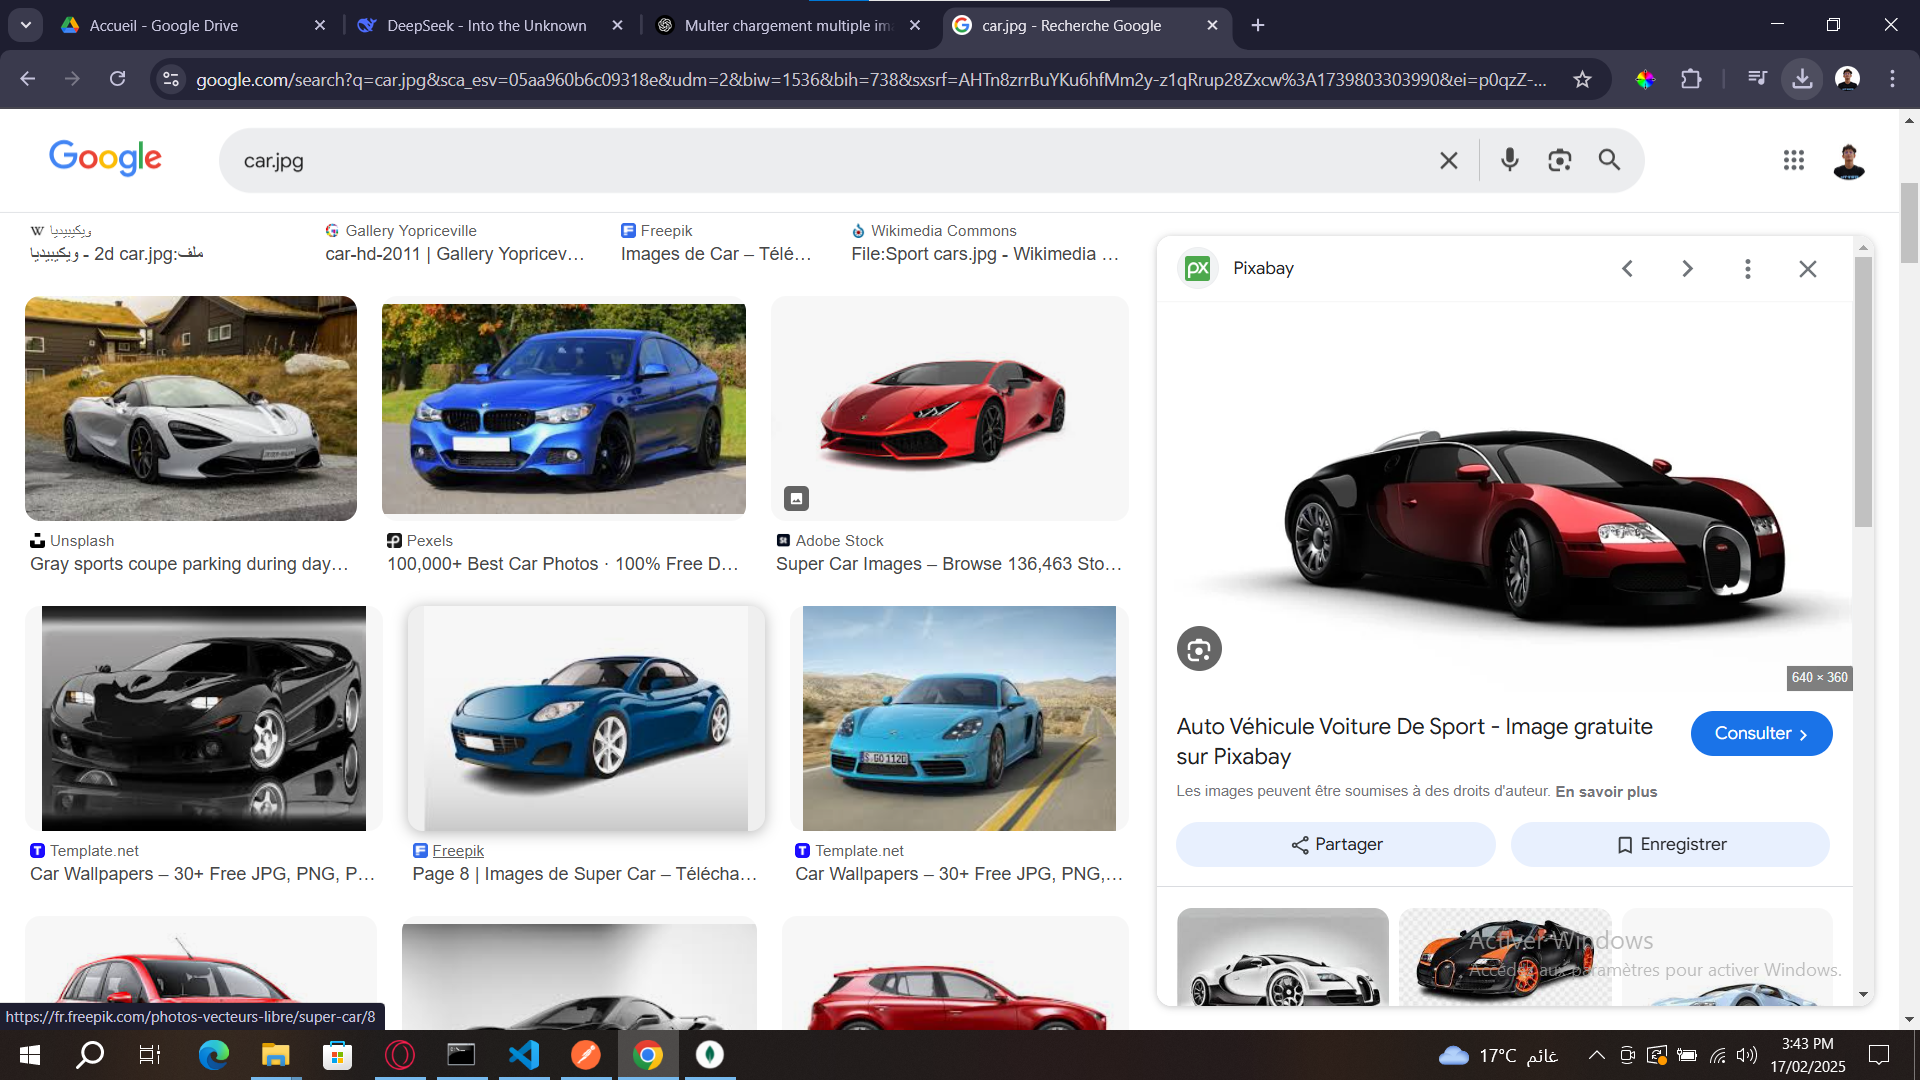 Accueil - Google Drive
DeepSeek - Into the Unknown
Multer chargement multiple im
car.jpg - Recherche Google
google.com/search?q=car.jpg&sca_esv=05aa960b6c09318e&udm=2&biw=1536&bih=738&sxsrf=AHTn8zrrBuYKu6hfMm2y-z1qRrup28Zxcw%3A1739803303990&ei=p0qzZ-...
Google
car.jpg
ويكيبيديا
ملف:2d car.jpg - ويكيبيديا
Gallery Yopriceville
car-hd-2011 | Gallery Yopricev...
Freepik
Images de Car – Télé...
Wikimedia Commons
File:Sport cars.jpg - Wikimedia ...
Unsplash
Gray sports coupe parking during day...
Pexels
100,000+ Best Car Photos · 100% Free D...
Adobe Stock
Super Car Images – Browse 136,463 Sto...
S·GO 1120
Template.net
Car Wallpapers – 30+ Free JPG, PNG, P...
Freepik
Page 8 | Images de Super Car – Télécha...
Template.net
Car Wallpapers – 30+ Free JPG, PNG,...
px
Pixabay
640 × 360
Auto Véhicule Voiture De Sport - Image gratuite
sur Pixabay
Consulter
Les images peuvent être soumises à des droits d'auteur. En savoir plus
Partager
Enregistrer
Activer Windows
Accédez aux paramètres pour activer Windows.
https://fr.freepik.com/photos-vecteurs-libre/super-car/8
17°C غائم
3:43 PM
17/02/2025